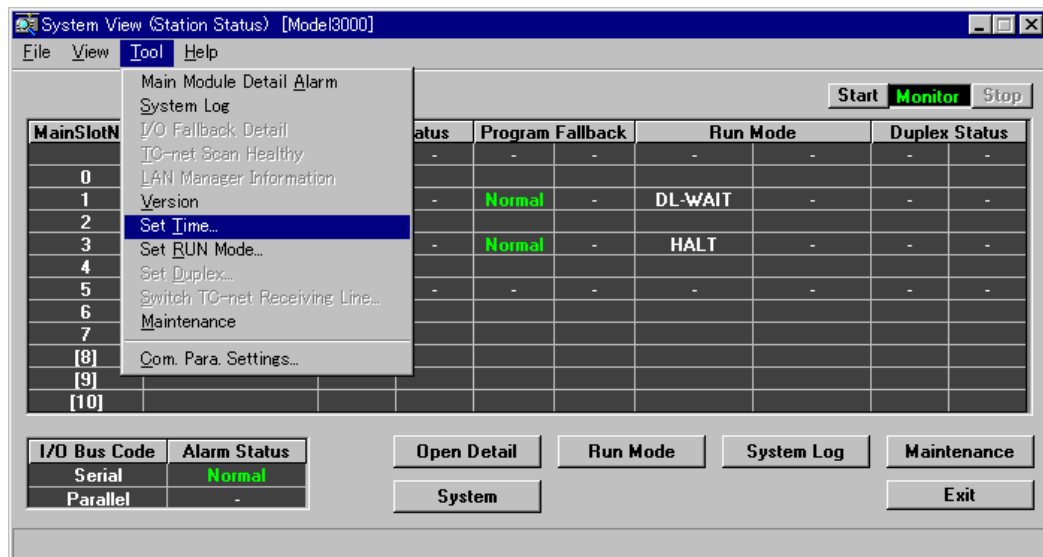 System View (Station Status) [Model3000]
File View Tool Help
Main Module Detail Alarm
System Log
I/O Fallback Detail
TC-net Scan Healthy
LAN Manager Information
Version
Set Time...
Set RUN Mode...
Set Duplex...
Switch TC-net Receiving Line...
Maintenance
Com. Para. Settings...
Start Monitor Stop
MainSlotN atus Program Fallback Run Mode Duplex Status
- - - - - - -
0
1 - Normal - DL-WAIT - - -
2
3 - Normal - HALT - - -
4
5 - - - - - - -
6
7
[8]
[9]
[10]
I/O Bus Code Alarm Status
Serial Normal
Parallel -
Open Detail Run Mode System Log Maintenance
System Exit